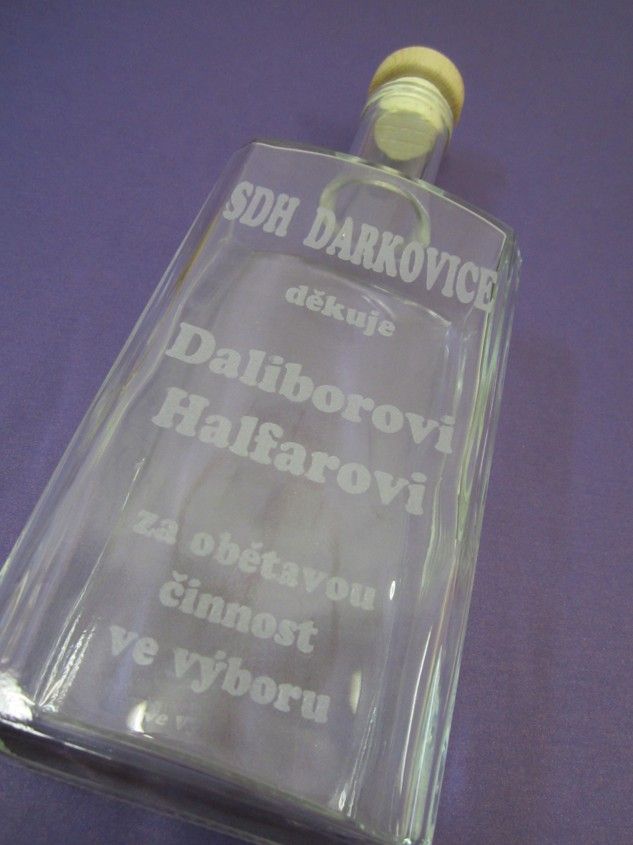 SDH DARKOVICE
děkuje
Daliborovi
Halfarovi
za obětavou
činnost
ve výboru